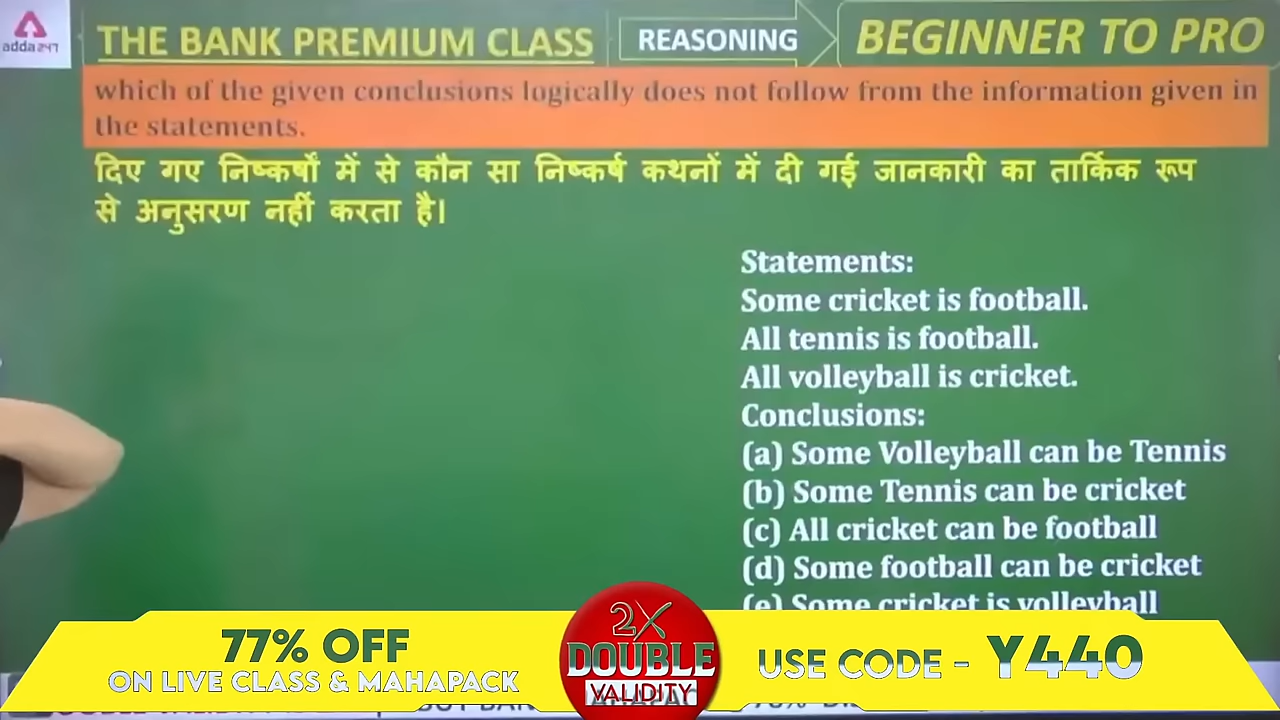 adda247
THE BANK PREMIUM CLASS
REASONING
BEGINNER TO PRO
which of the given conclusions logically does not follow from the information given in
the statements.
दिए गए निष्कर्षों में से कौन सा निष्कर्ष कथनों में दी गई जानकारी का तार्किक रूप
से अनुसरण नहीं करता है।
Statements:
Some cricket is football.
All tennis is football.
All volleyball is cricket.
Conclusions:
(a) Some Volleyball can be Tennis
(b) Some Tennis can be cricket
(c) All cricket can be football
(d) Some football can be cricket
(e) Some cricket is volleyball
77% OFF
ON LIVE CLASS & MAHAPACK
2X
DOUBLE
VALIDITY
USE CODE - Y440